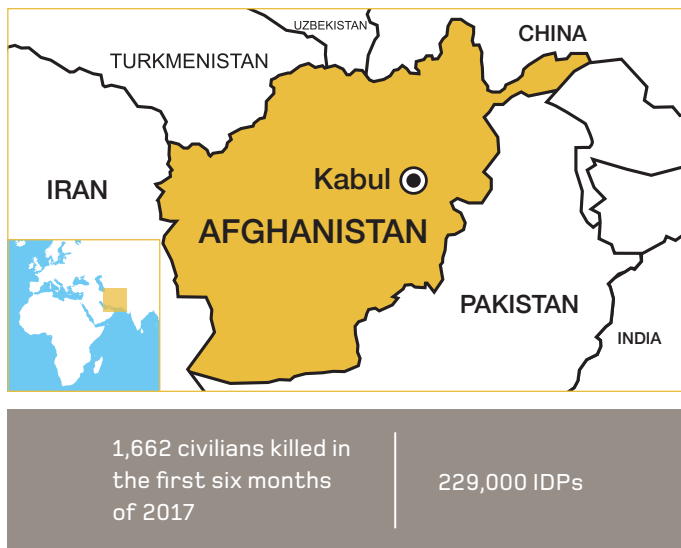 UZBEKISTAN
CHINA
TURKMENISTAN
IRAN
Kabul
AFGHANISTAN
PAKISTAN
INDIA
1,662 civilians killed in
the first six months
of 2017
229,000 IDPs